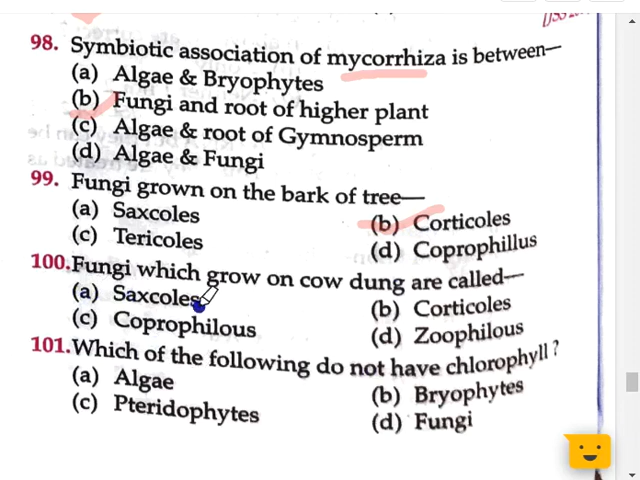 98. Symbiotic association of mycorrhiza is between—
(a) Algae & Bryophytes
(b) Fungi and root of higher plant
(c) Algae & root of Gymnosperm
(d) Algae & Fungi
99. Fungi grown on the bark of tree—
(a) Saxcoles (b) Corticoles
(c) Tericoles (d) Coprophillus
100. Fungi which grow on cow dung are called—
(a) Saxcoles (b) Corticoles
(c) Coprophilous (d) Zoophilous
101. Which of the following do not have chlorophyll ?
(a) Algae (b) Bryophytes
(c) Pteridophytes (d) Fungi